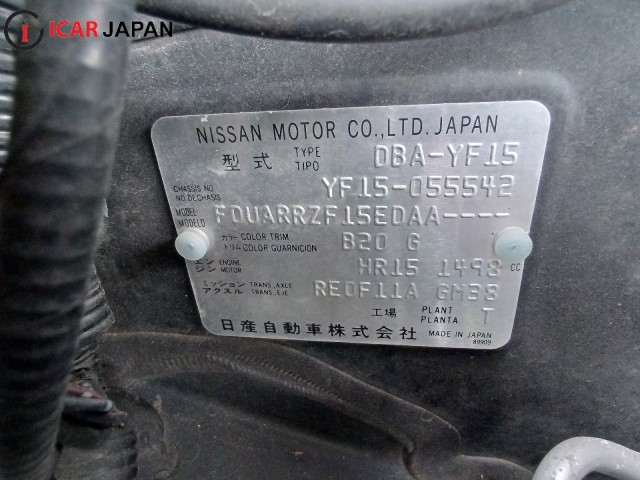 ICAR JAPAN
NISSAN MOTOR CO.,LTD. JAPAN
型式 TYPE TIPO DBA-YF15
CHASSIS NO NO.DECHASIS YF15-055542
MODEL MODELO FDUARRZF15EDAA----
カラー トリム COLOR,TRIM COLOR,GUARNICION B20 G
エンジン ENGINE MOTOR HR15 1498 CC
ミッション アクスル TRANS.,AXLE TRANS.,EJE RE0F11A GM38
工場 PLANT PLANTA T
日産自動車株式会社 MADE IN JAPAN
89909